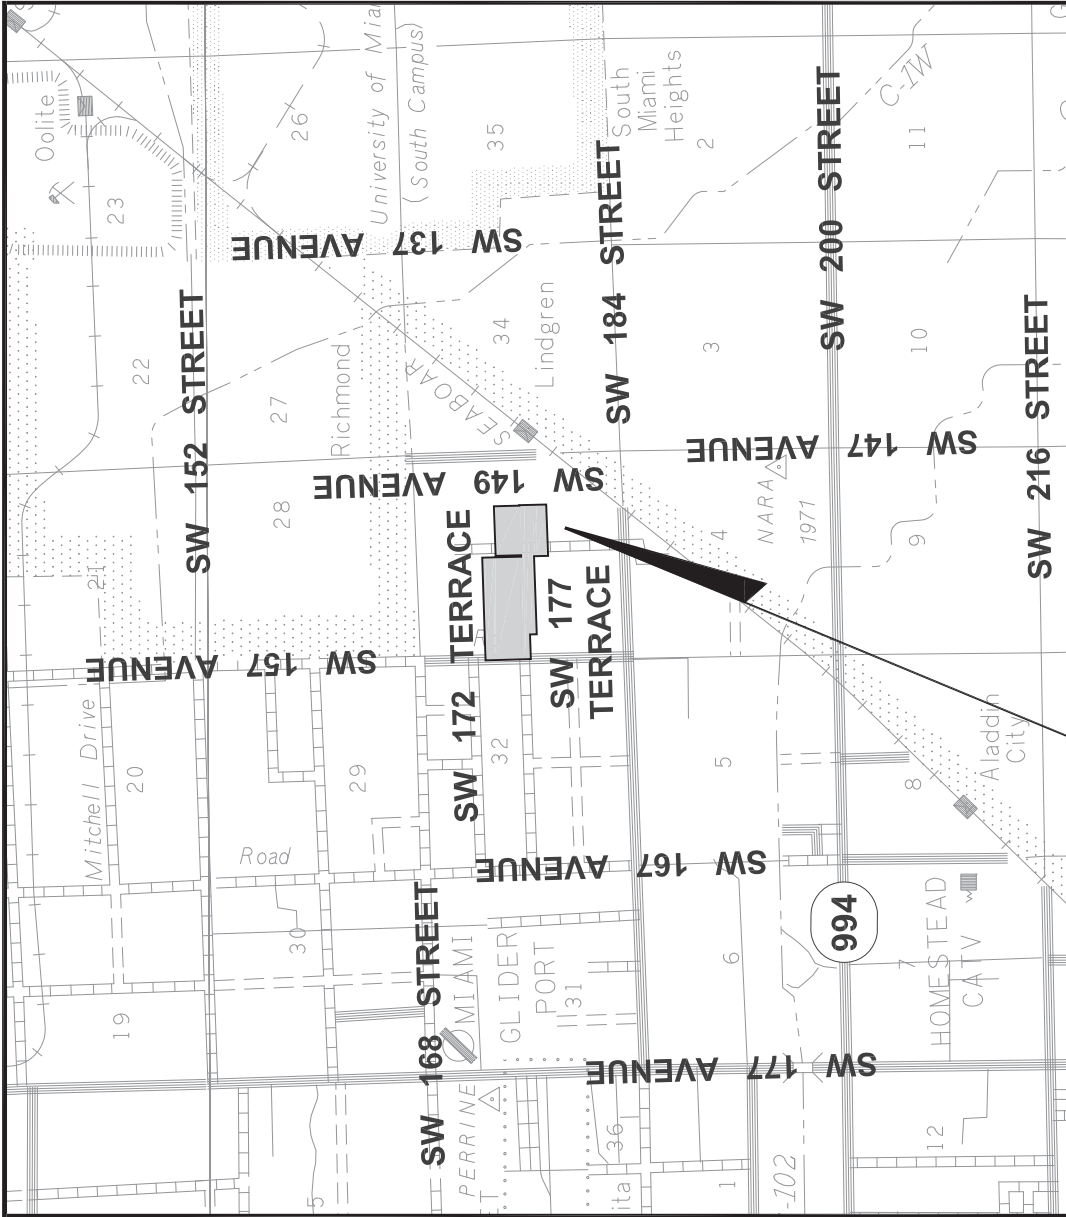 Oolite
23
26
University of Mia
(South Campus)
35
South
Miami
Heights
2
C-1W
11
SW 137 AVENUE
SW 152 STREET
SW 184 STREET
SW 200 STREET
SW 216 STREET
22
27
Richmond
34
Lindgren
SEABOAR
3
10
28
SW 149 AVENUE
SW 147 AVENUE
NARA
1971
4
9
21
SW 172 TERRACE
SW 177
TERRACE
SW 157 AVENUE
Mitchell Drive
20
29
32
5
8
Aladdin
City
Road
SW 167 AVENUE
994
30
SW 168 STREET
MIAMI
GLIDER
PORT
31
6
7
HOMESTEAD
CATV
19
SW 177 AVENUE
PERRINE
36
ita
1
-102
12
5